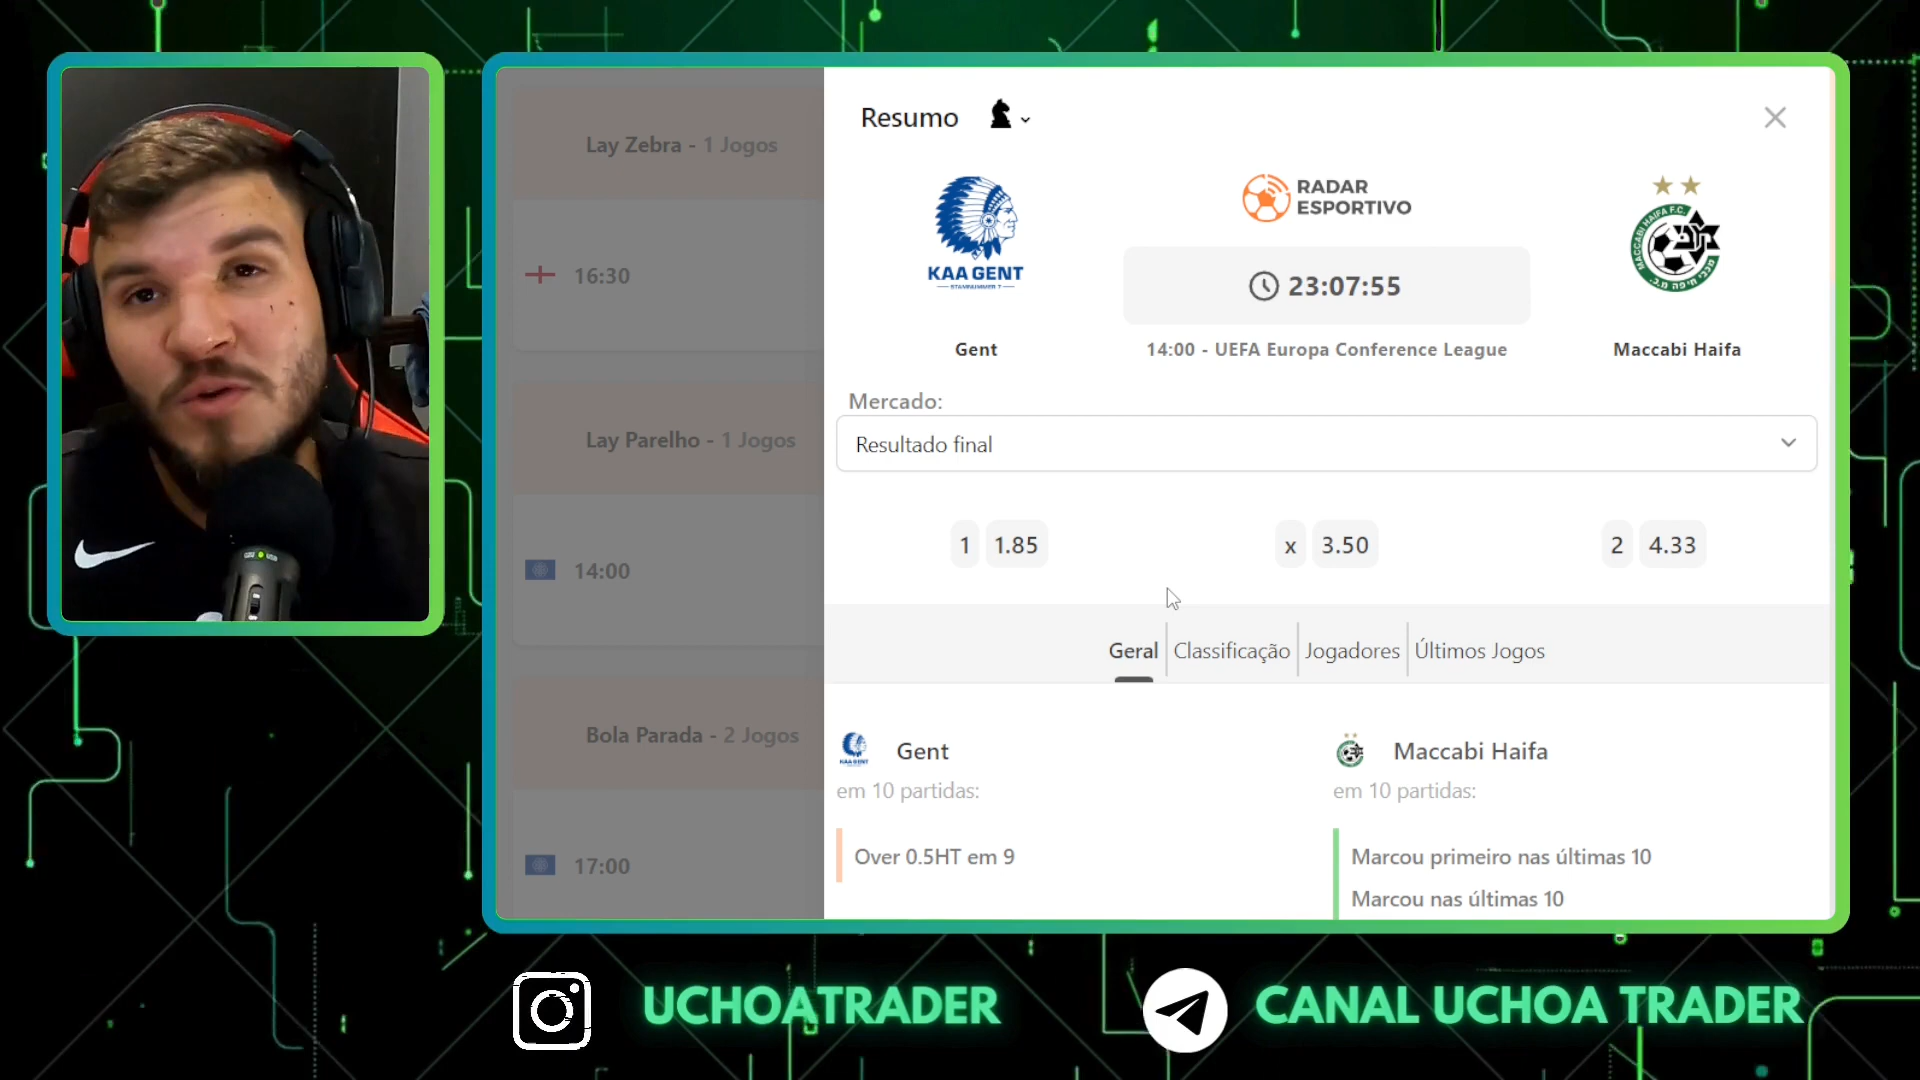 Lay Zebra - 1 Jogos
16:30
Lay Parelho - 1 Jogos
14:00
Bola Parada - 2 Jogos
17:00
Resumo
KAA GENT
RADAR
ESPORTIVO
MACCABI HAIFA F.C.
23:07:55
Gent
14:00 - UEFA Europa Conference League
Maccabi Haifa
Mercado:
Resultado final
1 1.85
x 3.50
2 4.33
Geral
Classificação
Jogadores
Últimos Jogos
Gent
em 10 partidas:
Over 0.5HT em 9
Maccabi Haifa
em 10 partidas:
Marcou primeiro nas últimas 10
Marcou nas últimas 10
UCHOATRADER
CANAL UCHOA TRADER